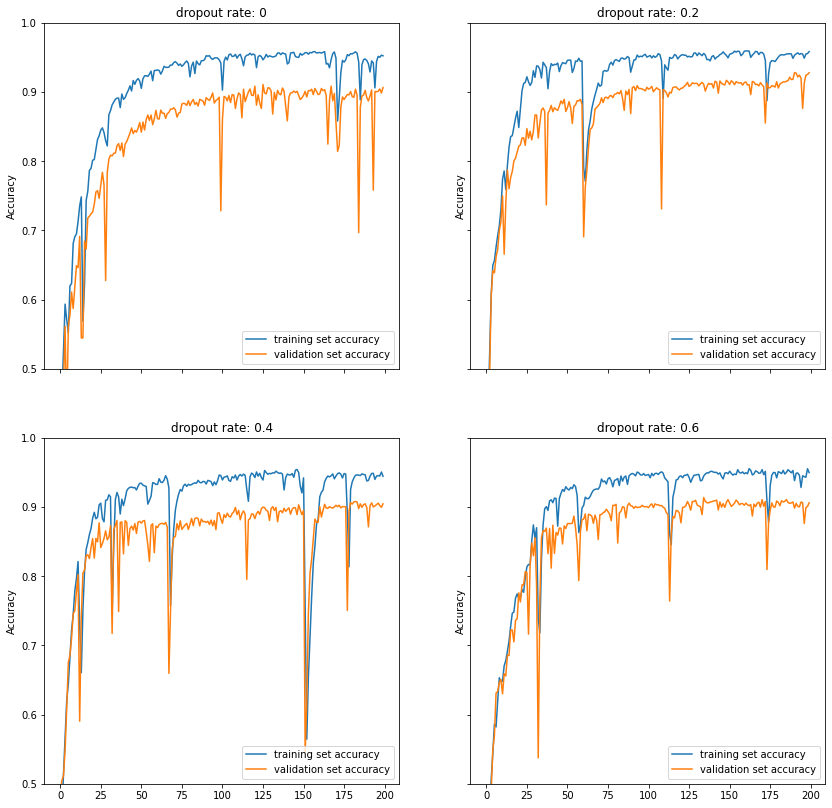 dropout rate: 0
dropout rate: 0.2
1.0
0.9
0.8
0.7
0.6
0.5
Accuracy
Accuracy
training set accuracy
validation set accuracy
training set accuracy
validation set accuracy
dropout rate: 0.4
dropout rate: 0.6
1.0
0.9
0.8
0.7
0.6
0.5
Accuracy
Accuracy
training set accuracy
validation set accuracy
training set accuracy
validation set accuracy
0 25 50 75 100 125 150 175 200
0 25 50 75 100 125 150 175 200